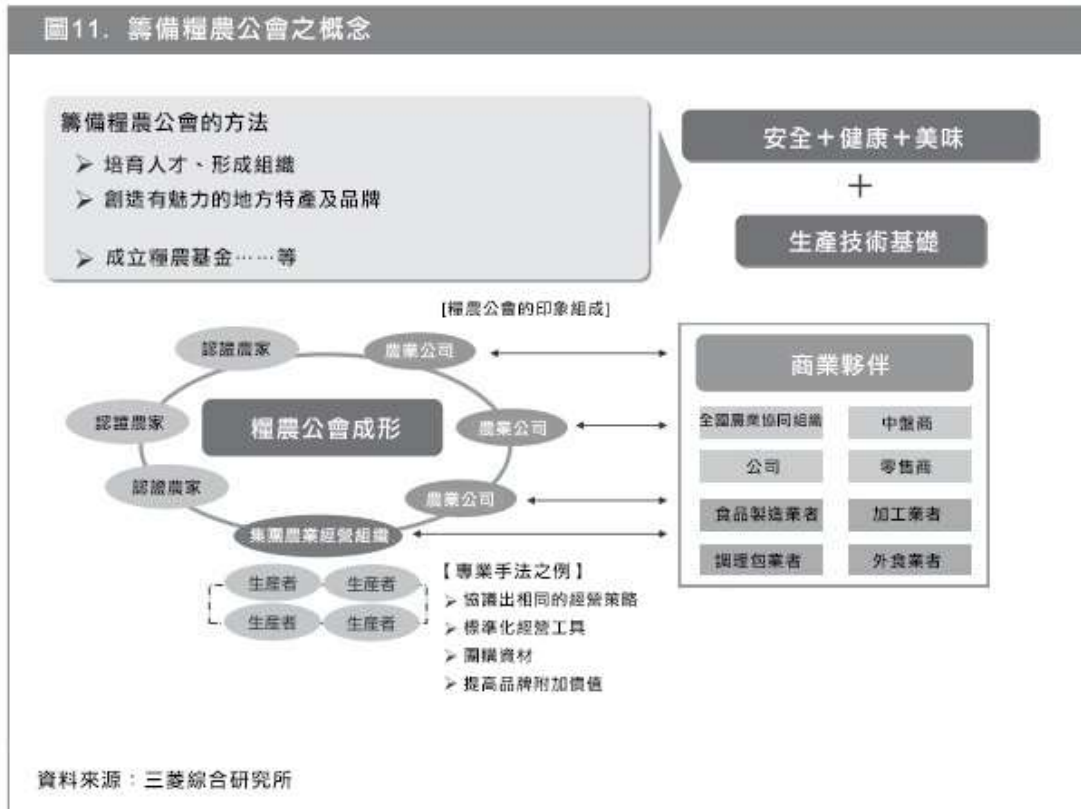 圖11. 籌備糧農公會之概念
籌備糧農公會的方法
➢ 培育人才、形成組織
➢ 創造有魅力的地方特產及品牌
➢ 成立糧農基金……等
安全＋健康＋美味
＋
生產技術基礎
[糧農公會的印象組成]
認證農家
農業公司
認證農家
糧農公會成形
農業公司
認證農家
農業公司
集團農業經營組織
生産者
生産者
生産者
生産者
商業夥伴
全國農業協同組織
中盤商
公司
零售商
食品製造業者
加工業者
調理包業者
外食業者
【專業手法之例】
➢ 協議出相同的經營策略
➢ 標準化經營工具
➢ 團購資材
➢ 提高品牌附加價值
資料來源：三菱綜合研究所